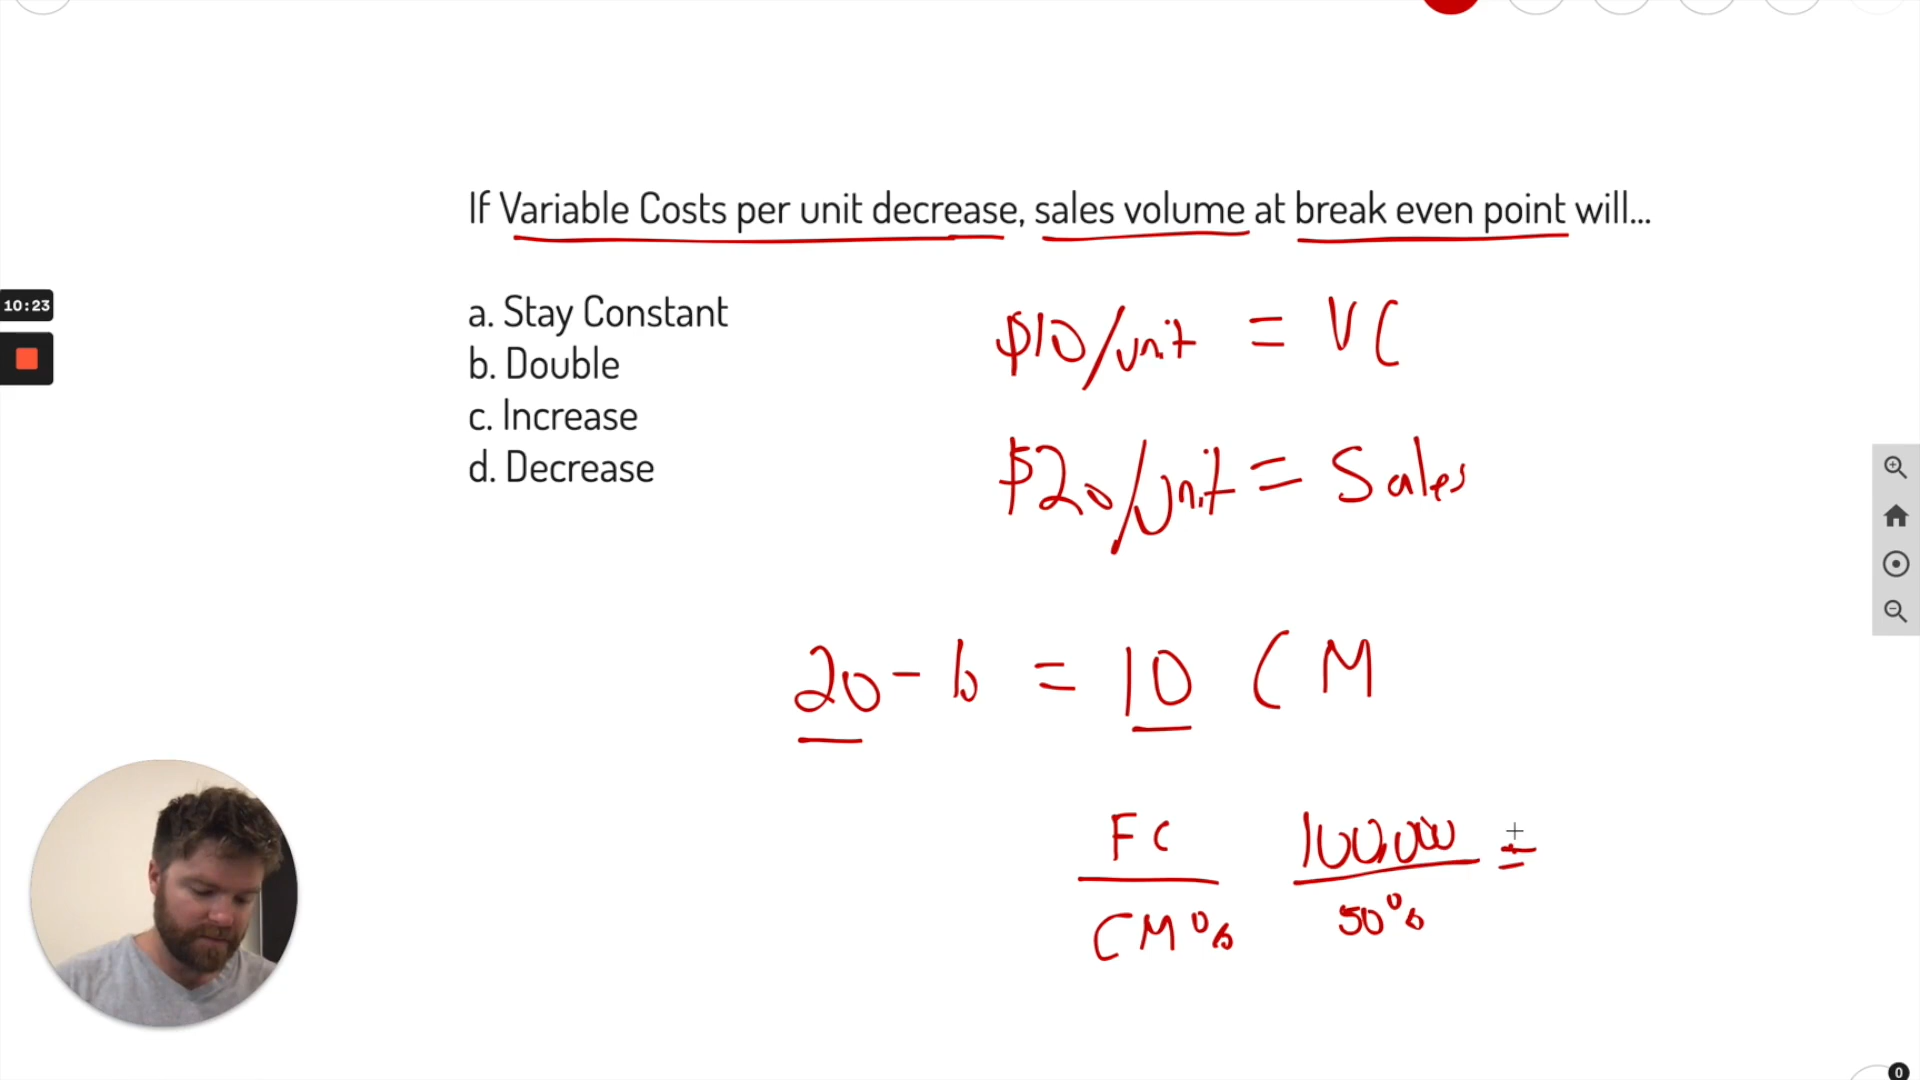 If Variable Costs per unit decrease, sales volume at break even point will...
10:23
a. Stay Constant
b. Double
c. Increase
d. Decrease
$10/unit = VC
$20/unit = Sales
20 - 10 = 10 CM
FC
CM%
100,000
50%
=
0